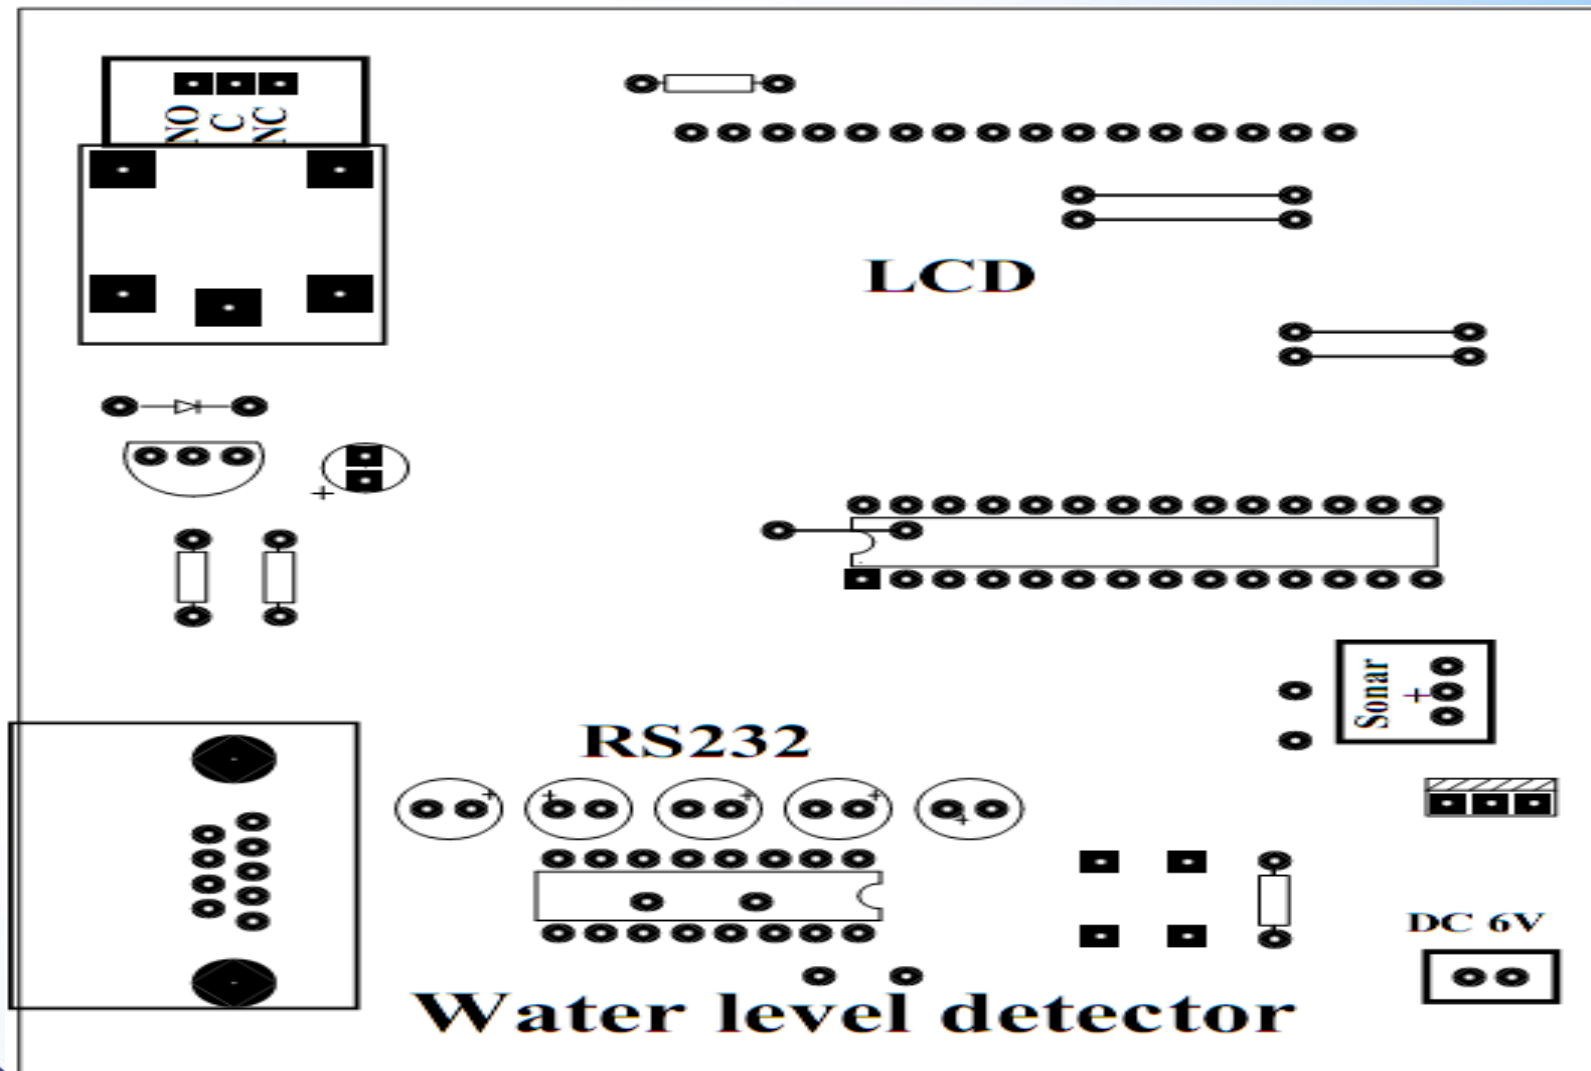 NO
C
NC
LCD
Sonar
+
+
RS232
+ + + + +
DC 6V
Water level detector